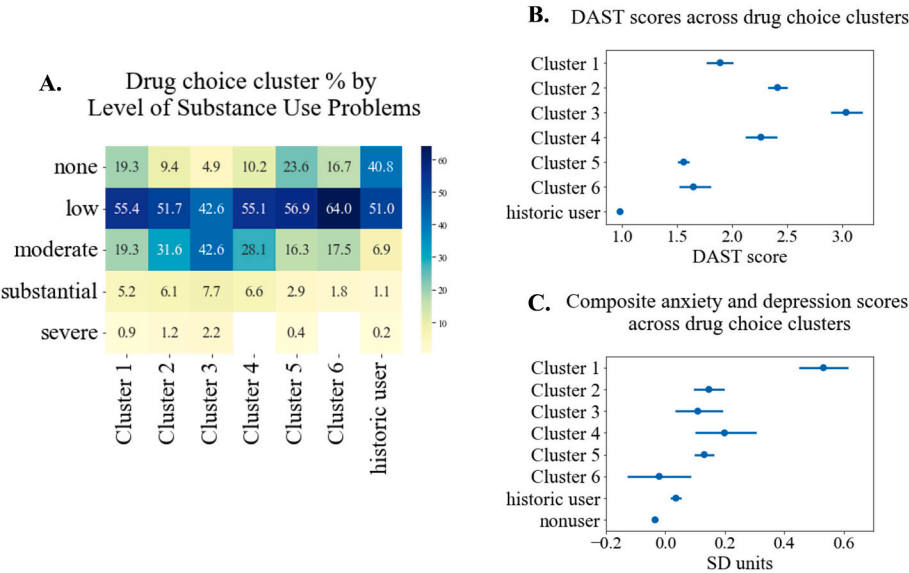 A.
Drug choice cluster % by
Level of Substance Use Problems
none 19.3 9.4 4.9 10.2 23.6 16.7 40.8
low 55.4 51.7 42.6 55.1 56.9 64.0 51.0
moderate 19.3 31.6 42.6 28.1 16.3 17.5 6.9
substantial 5.2 6.1 7.7 6.6 2.9 1.8 1.1
severe 0.9 1.2 2.2 0.4 0.2
Cluster 1
Cluster 2
Cluster 3
Cluster 4
Cluster 5
Cluster 6
historic user
60
50
40
30
20
10
B.
DAST scores across drug choice clusters
Cluster 1
Cluster 2
Cluster 3
Cluster 4
Cluster 5
Cluster 6
historic user
1.0 1.5 2.0 2.5 3.0
DAST score
C.
Composite anxiety and depression scores
across drug choice clusters
Cluster 1
Cluster 2
Cluster 3
Cluster 4
Cluster 5
Cluster 6
historic user
nonuser
−0.2 0.0 0.2 0.4 0.6
SD units